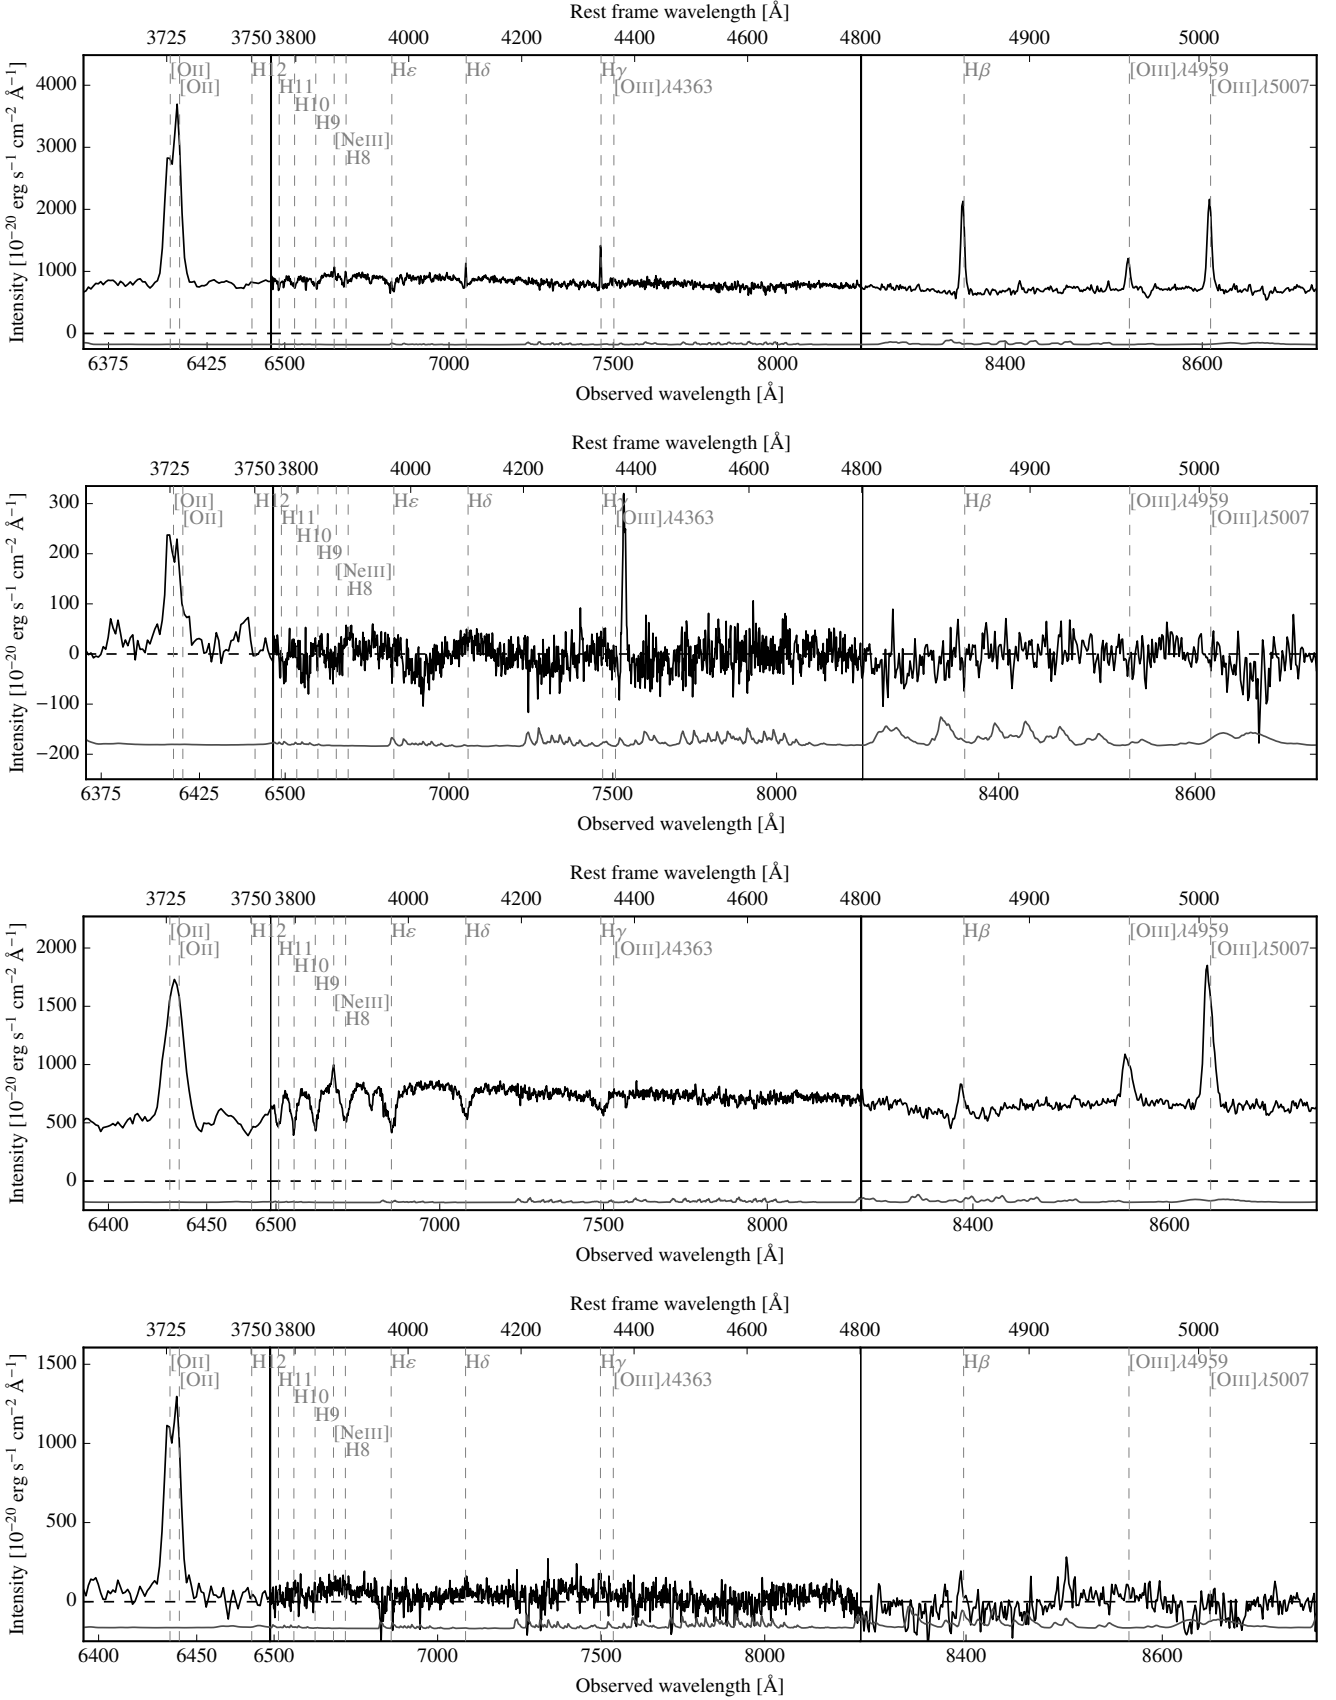 Rest frame wavelength [Å]
3725 3750 3800 4000 4200 4400 4600 4800 4900 5000
[OII] H12 Hε Hδ Hγ Hβ [OIII]λ4959
[OII] H11 [OIII]λ4363 [OIII]λ5007
H10
H9
[NeIII]
H8
4000
3000
2000
1000
0
Intensity [10⁻²⁰ erg s⁻¹ cm⁻² Å⁻¹]
6375 6425 6500 7000 7500 8000 8400 8600
Observed wavelength [Å]
Rest frame wavelength [Å]
3725 3750 3800 4000 4200 4400 4600 4800 4900 5000
[OII] H12 Hε Hδ Hγ Hβ [OIII]λ4959
[OII] H11 [OIII]λ4363 [OIII]λ5007
H10
H9
[NeIII]
H8
300
200
100
0
−100
−200
Intensity [10⁻²⁰ erg s⁻¹ cm⁻² Å⁻¹]
6375 6425 6500 7000 7500 8000 8400 8600
Observed wavelength [Å]
Rest frame wavelength [Å]
3725 3750 3800 4000 4200 4400 4600 4800 4900 5000
[OII] H12 Hε Hδ Hγ Hβ [OIII]λ4959
[OII] H11 [OIII]λ4363 [OIII]λ5007
H10
H9
[NeIII]
H8
2000
1500
1000
500
0
Intensity [10⁻²⁰ erg s⁻¹ cm⁻² Å⁻¹]
6400 6450 6500 7000 7500 8000 8400 8600
Observed wavelength [Å]
Rest frame wavelength [Å]
3725 3750 3800 4000 4200 4400 4600 4800 4900 5000
[OII] H12 Hε Hδ Hγ Hβ [OIII]λ4959
[OII] H11 [OIII]λ4363 [OIII]λ5007
H10
H9
[NeIII]
H8
1500
1000
500
0
Intensity [10⁻²⁰ erg s⁻¹ cm⁻² Å⁻¹]
6400 6450 6500 7000 7500 8000 8400 8600
Observed wavelength [Å]